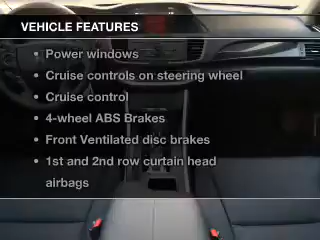 VEHICLE FEATURES
• Power windows
• Cruise controls on steering wheel
• Cruise control
• 4-wheel ABS Brakes
• Front Ventilated disc brakes
• 1st and 2nd row curtain head
airbags